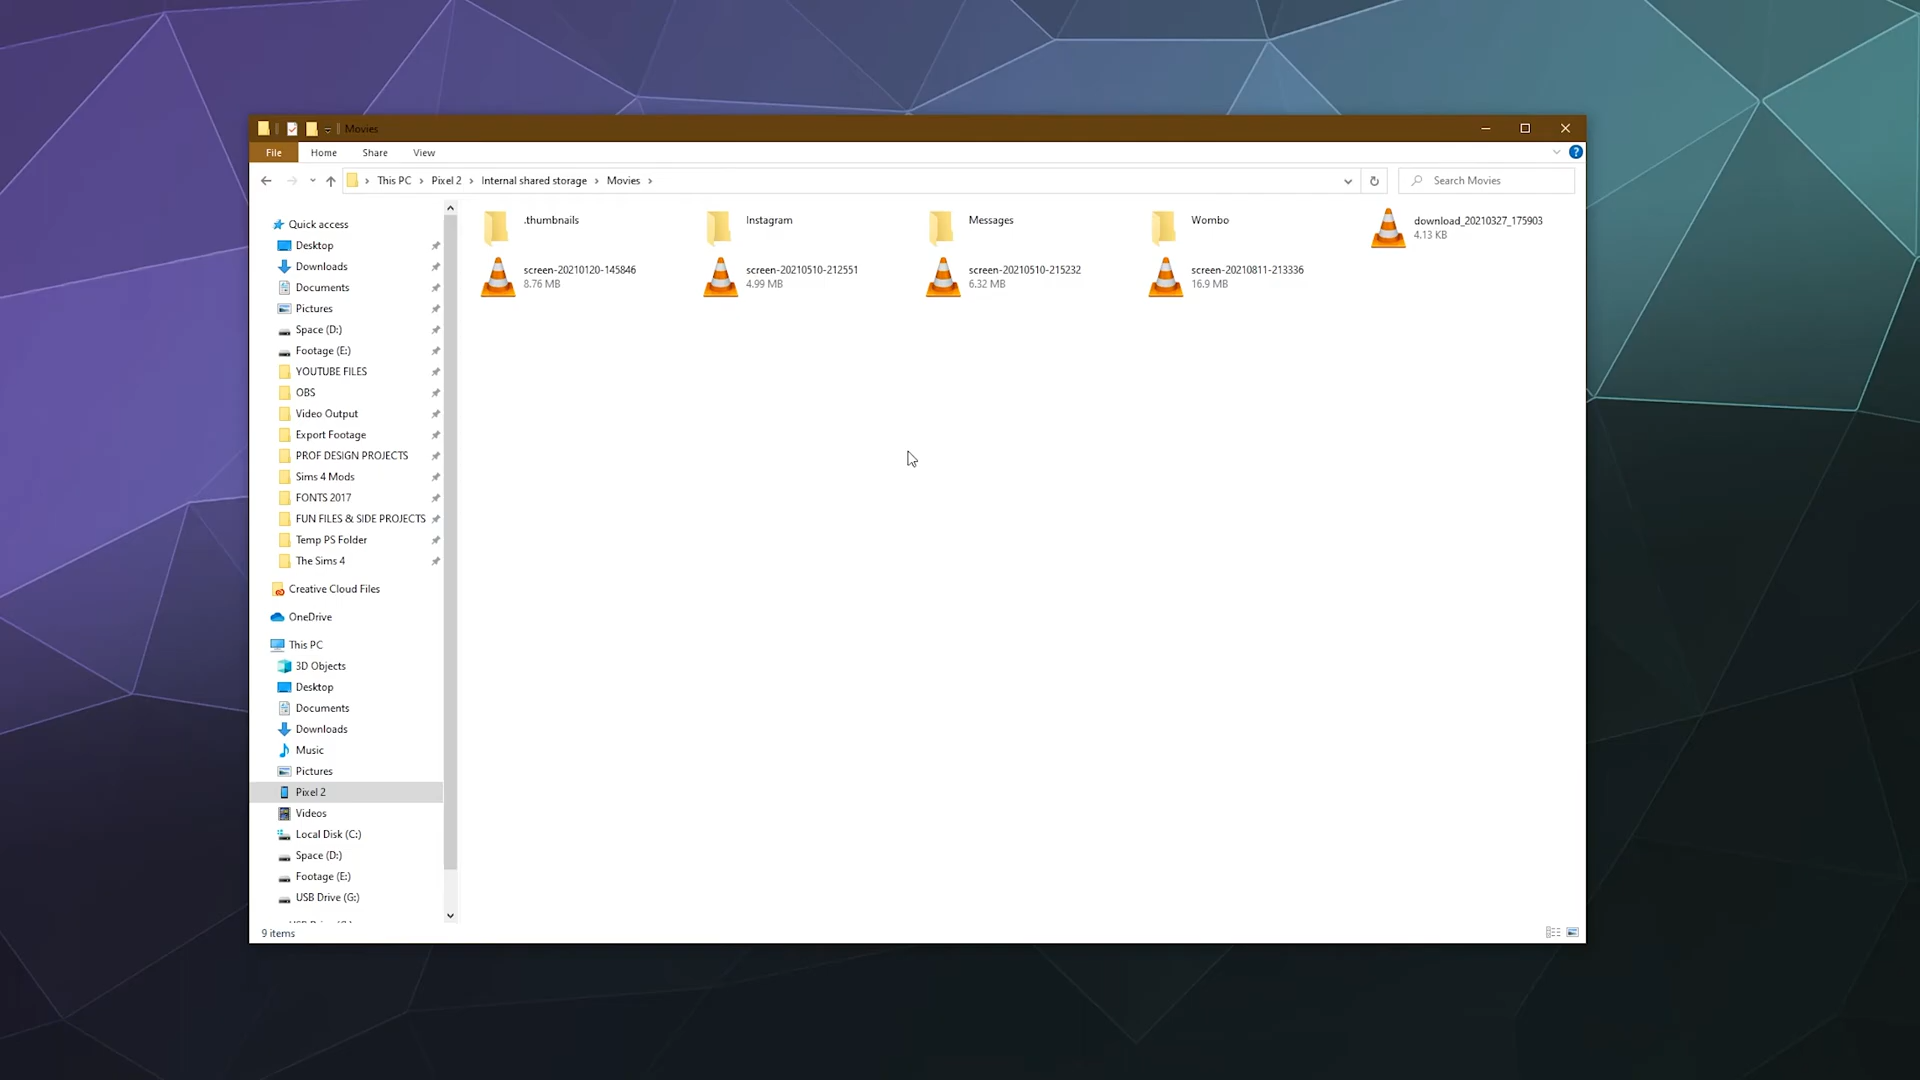 Movies
File Home Share View
This PC Pixel 2 Internal shared storage Movies
Search Movies
.thumbnails
Instagram
Messages
Wombo
download_20210327_175903
4.13 KB
screen-20210120-145846
8.76 MB
screen-20210510-212551
4.99 MB
screen-20210510-215232
6.32 MB
screen-20210811-213336
16.9 MB
Quick access
Desktop
Downloads
Documents
Pictures
Space (D:)
Footage (E:)
YOUTUBE FILES
OBS
Video Output
Export Footage
PROF DESIGN PROJECTS
Sims 4 Mods
FONTS 2017
FUN FILES & SIDE PROJECTS
Temp PS Folder
The Sims 4
Creative Cloud Files
OneDrive
This PC
3D Objects
Desktop
Documents
Downloads
Music
Pictures
Pixel 2
Videos
Local Disk (C:)
Space (D:)
Footage (E:)
USB Drive (G:)
9 items